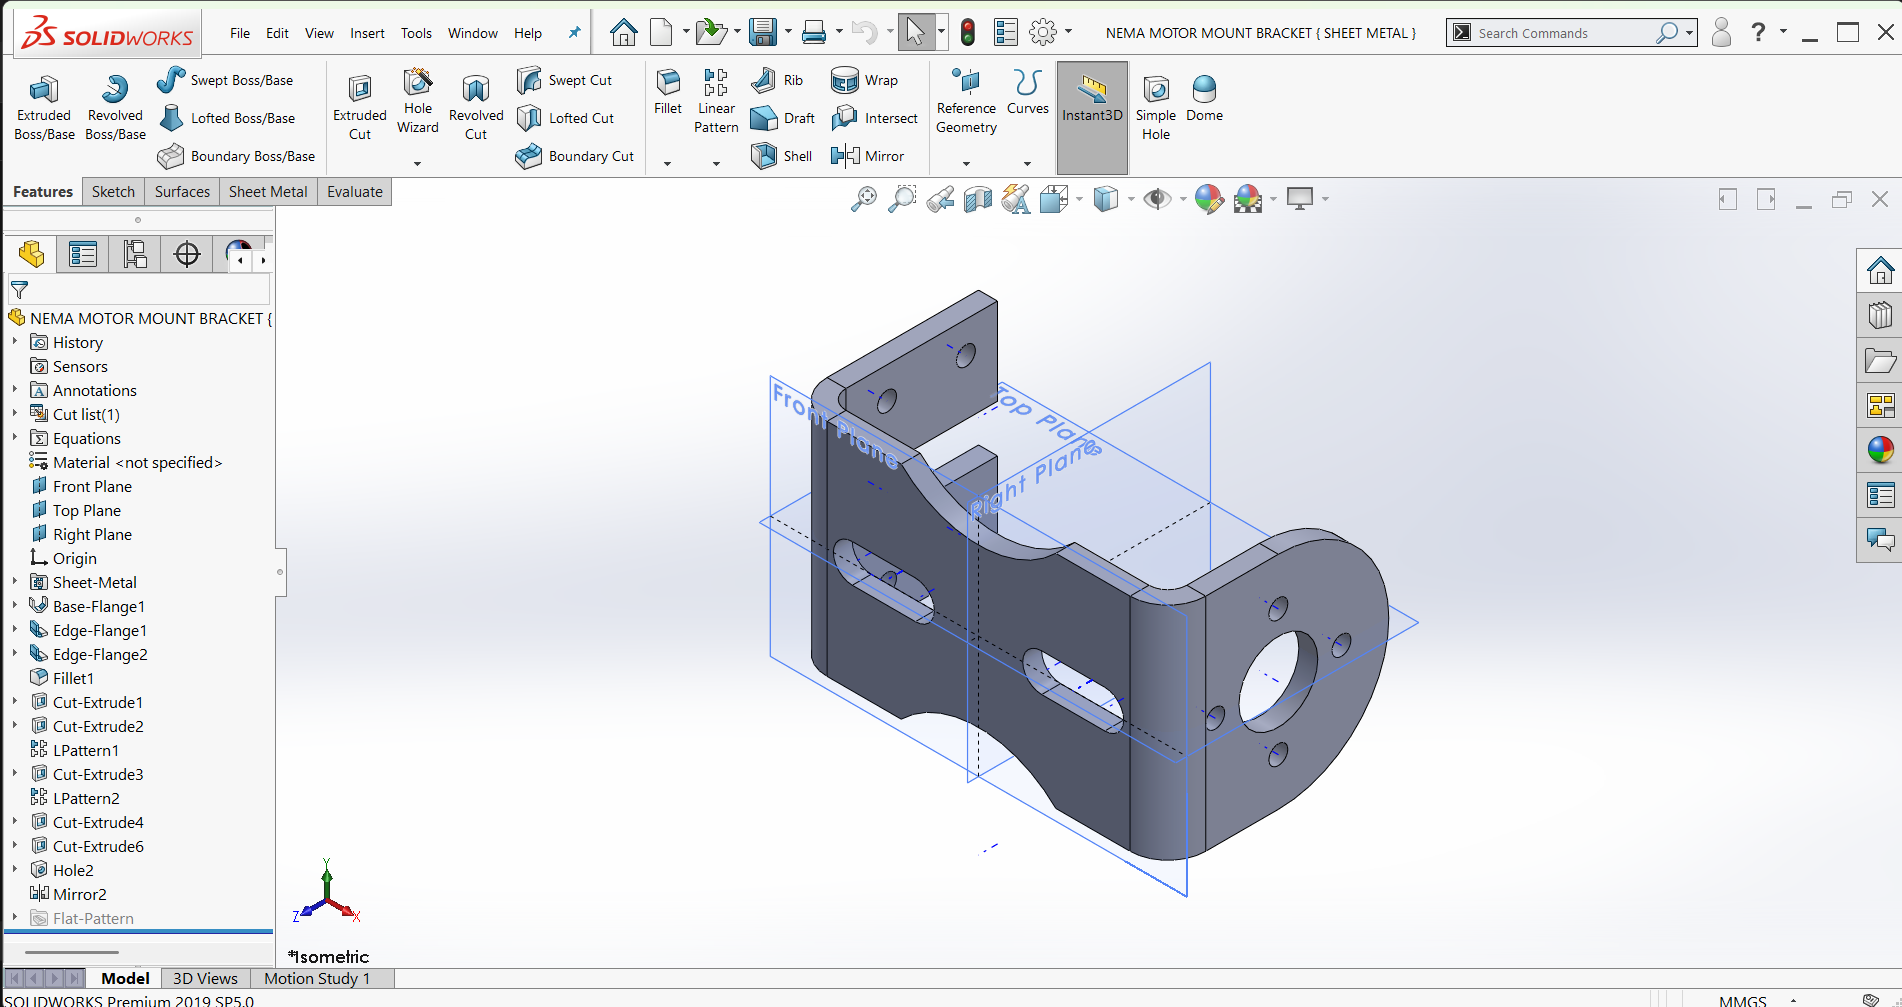 SOLIDWORKS
File Edit View Insert Tools Window Help
NEMA MOTOR MOUNT BRACKET { SHEET METAL }
Search Commands
?
Extruded Boss/Base
Revolved Boss/Base
Swept Boss/Base
Lofted Boss/Base
Boundary Boss/Base
Extruded Cut
Hole Wizard
Revolved Cut
Swept Cut
Lofted Cut
Boundary Cut
Fillet
Linear Pattern
Rib
Draft
Shell
Wrap
Intersect
Mirror
Reference Geometry
Curves
Instant3D
Simple Hole
Dome
Features Sketch Surfaces Sheet Metal Evaluate
NEMA MOTOR MOUNT BRACKET {
History
Sensors
Annotations
Cut list(1)
Equations
Material <not specified>
Front Plane
Top Plane
Right Plane
Origin
Sheet-Metal
Base-Flange1
Edge-Flange1
Edge-Flange2
Fillet1
Cut-Extrude1
Cut-Extrude2
LPattern1
Cut-Extrude3
LPattern2
Cut-Extrude4
Cut-Extrude6
Hole2
Mirror2
Flat-Pattern
Front Plane
Top Plane
Right Plane
Y
Z
X
*Isometric
Model 3D Views Motion Study 1
SOLIDWORKS Premium 2019 SP5.0
MMGS